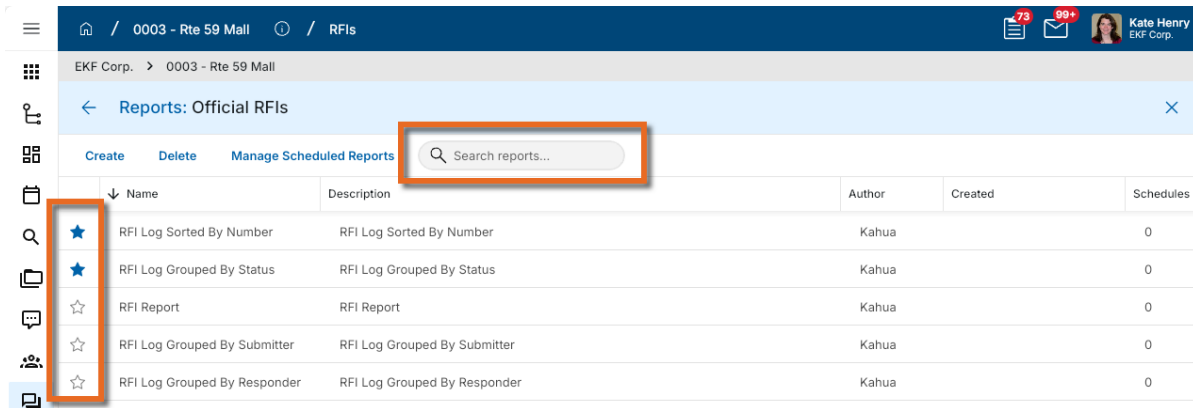 / 0003 - Rte 59 Mall / RFIs 73 99+ Kate Henry
EKF Corp.
EKF Corp. > 0003 - Rte 59 Mall
Reports: Official RFIs
Create Delete Manage Scheduled Reports Search reports...
Name Description Author Created Schedules
RFI Log Sorted By Number RFI Log Sorted By Number Kahua 0
RFI Log Grouped By Status RFI Log Grouped By Status Kahua 0
RFI Report RFI Report Kahua 0
RFI Log Grouped By Submitter RFI Log Grouped By Submitter Kahua 0
RFI Log Grouped By Responder RFI Log Grouped By Responder Kahua 0